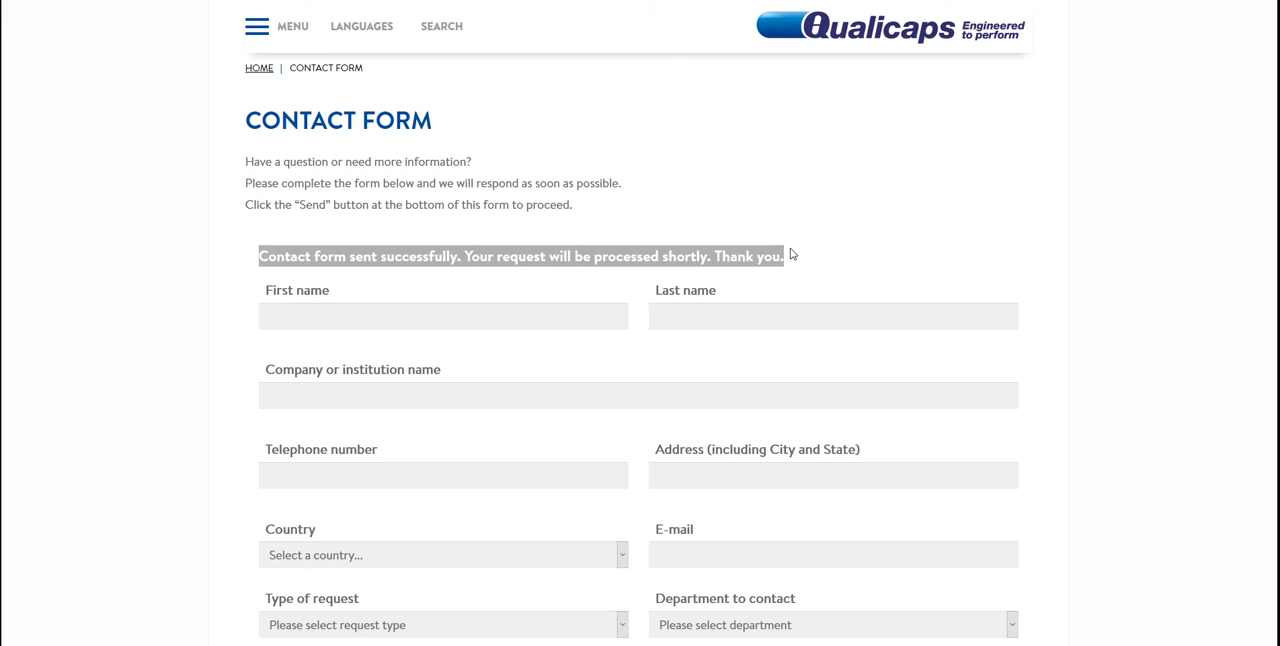 MENU LANGUAGES SEARCH
Qualicaps Engineered to perform
HOME | CONTACT FORM
CONTACT FORM
Have a question or need more information?
Please complete the form below and we will respond as soon as possible.
Click the “Send” button at the bottom of this form to proceed.
Contact form sent successfully. Your request will be processed shortly. Thank you.
First name Last name
Company or institution name
Telephone number Address (including City and State)
Country E-mail
Select a country...
Type of request Department to contact
Please select request type Please select department